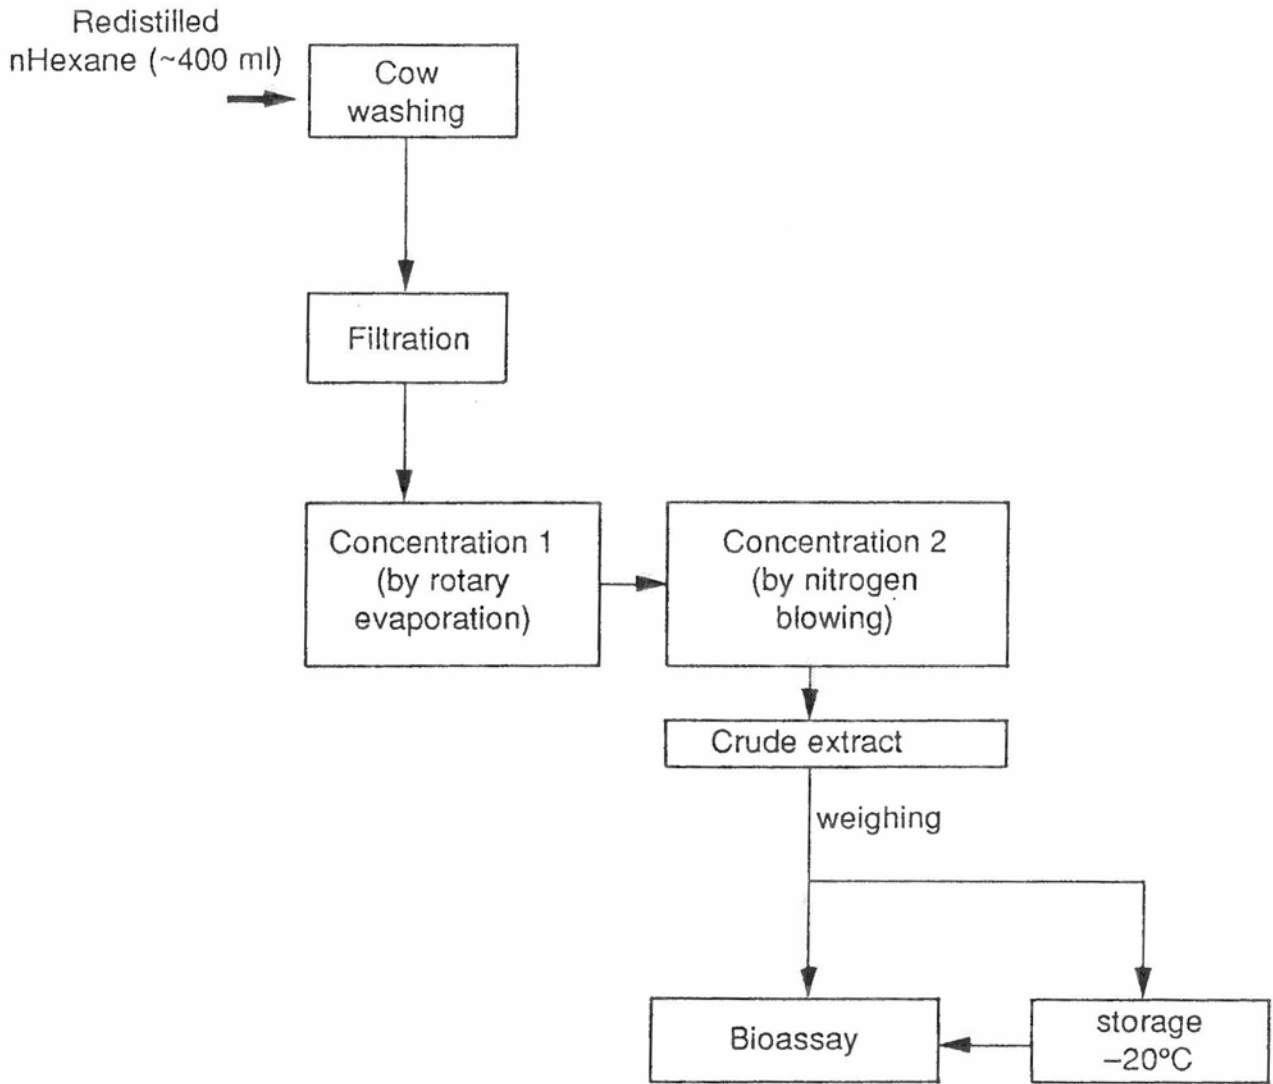 Redistilled
nHexane (~400 ml)
Cow
washing
Filtration
Concentration 1
(by rotary
evaporation)
Concentration 2
(by nitrogen
blowing)
Crude extract
weighing
Bioassay
storage
–20°C